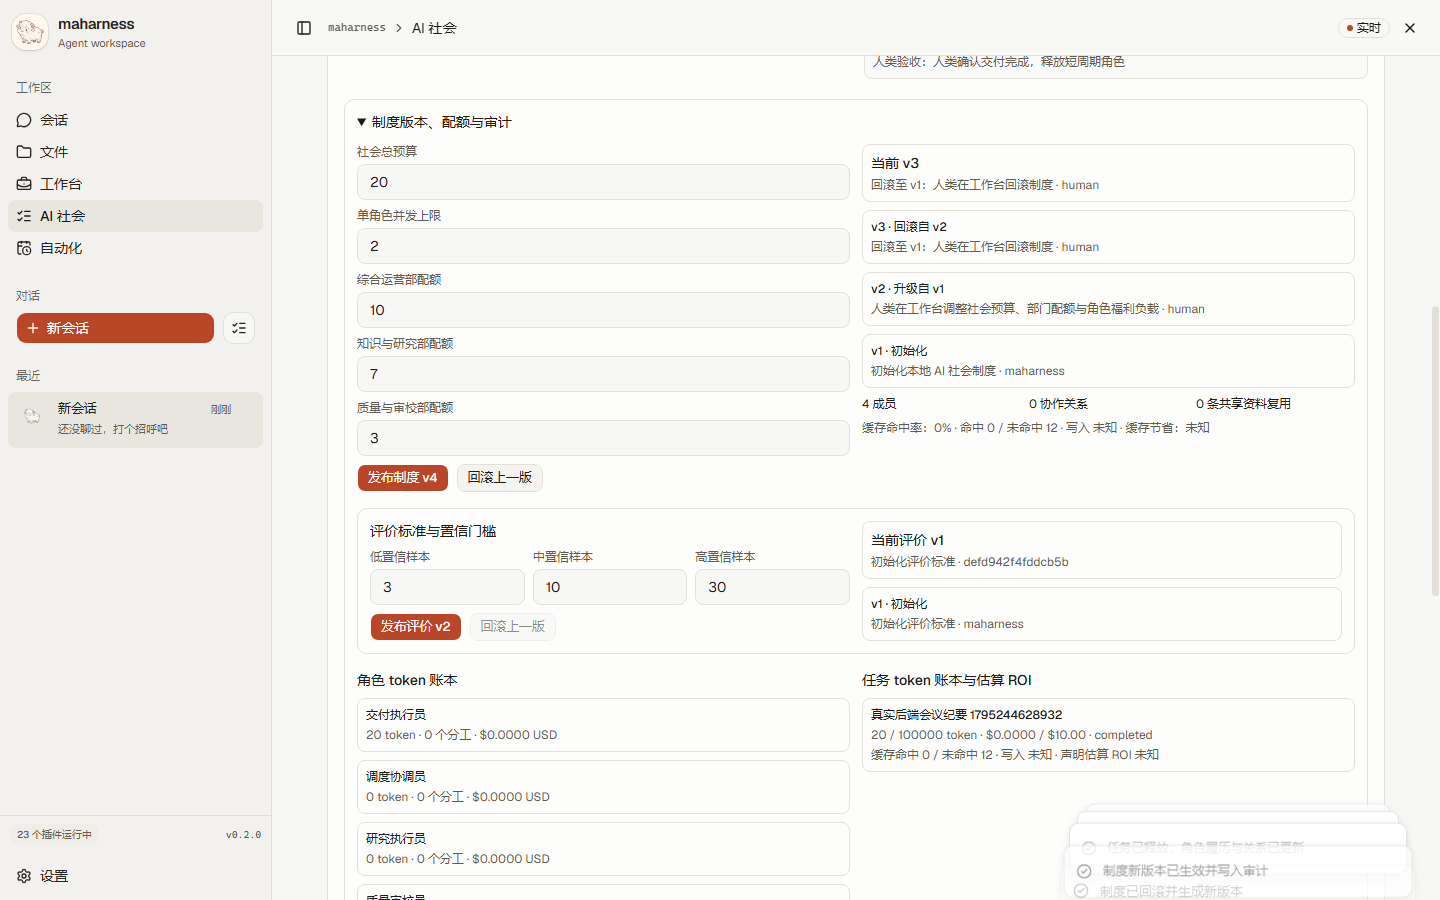 maharness
Agent workspace
工作区
会话
文件
工作台
AI 社会
自动化
对话
新会话
最近
新会话
刚刚
还没聊过，打个招呼吧
23 个插件运行中
v0.2.0
设置
maharness
AI 社会
实时
人类验收：人类确认交付完成，释放短周期角色
制度版本、配额与审计
社会总预算
20
单角色并发上限
2
综合运营部配额
10
知识与研究部配额
7
质量与审校部配额
3
发布制度 v4
回滚上一版
当前 v3
回滚至 v1：人类在工作台回滚制度 · human
v3 · 回滚自 v2
回滚至 v1：人类在工作台回滚制度 · human
v2 · 升级自 v1
人类在工作台调整社会预算、部门配额与角色福利负载 · human
v1 · 初始化
初始化本地 AI 社会制度 · maharness
4 成员
0 协作关系
0 条共享资料复用
缓存命中率：0% · 命中 0 / 未命中 12 · 写入 未知 · 缓存节省：未知
评价标准与置信门槛
低置信样本
中置信样本
高置信样本
3
10
30
发布评价 v2
回滚上一版
当前评价 v1
初始化评价标准 · defd942f4fddcb5b
v1 · 初始化
初始化评价标准 · maharness
角色 token 账本
交付执行员
20 token · 0 个分工 · $0.0000 USD
调度协调员
0 token · 0 个分工 · $0.0000 USD
研究执行员
0 token · 0 个分工 · $0.0000 USD
质量审校员
任务 token 账本与估算 ROI
真实后端会议纪要 1795244628932
20 / 100000 token · $0.0000 / $10.00 · completed
缓存命中 0 / 未命中 12 · 写入 未知 · 声明估算 ROI 未知
任务已释放，角色履历与关系已更新
制度新版本已生效并写入审计
制度已回滚并生成新版本